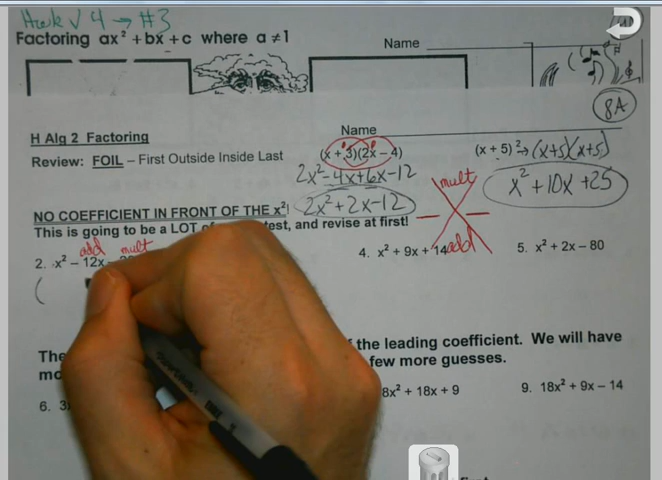 4 → #3
Factoring ax² + bx + c where a ≠ 1
Name
8A
H Alg 2 Factoring
Name
Review: FOIL – First Outside Inside Last
(x + 3)(2x – 4)
(x + 5)² → (x+5)(x+5)
2x²-4x+6x-12
mult
x² + 10x + 25
2x²+2x-12
NO COEFFICIENT IN FRONT OF THE x²!
This is going to be a LOT of test, and revise at first!
add mult
add
2. x² – 12x
4. x² + 9x + 14
5. x² + 2x – 80
(
The of the leading coefficient. We will have
few more guesses.
6. 3
8x² + 18x + 9
9. 18x² + 9x – 14